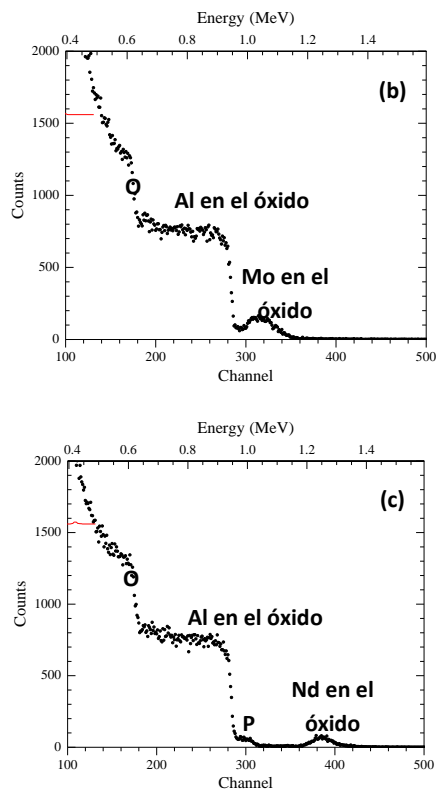 Energy (MeV)
0.4 0.6 0.8 1.0 1.2 1.4
2000
(b)
1500
O
Al en el óxido
Counts
1000
Mo en el
óxido
500
0
100 200 300 400 500
Channel
Energy (MeV)
0.4 0.6 0.8 1.0 1.2 1.4
2000
(c)
1500
O
Al en el óxido
Counts
1000
Nd en el
óxido
P
500
0
100 200 300 400 500
Channel